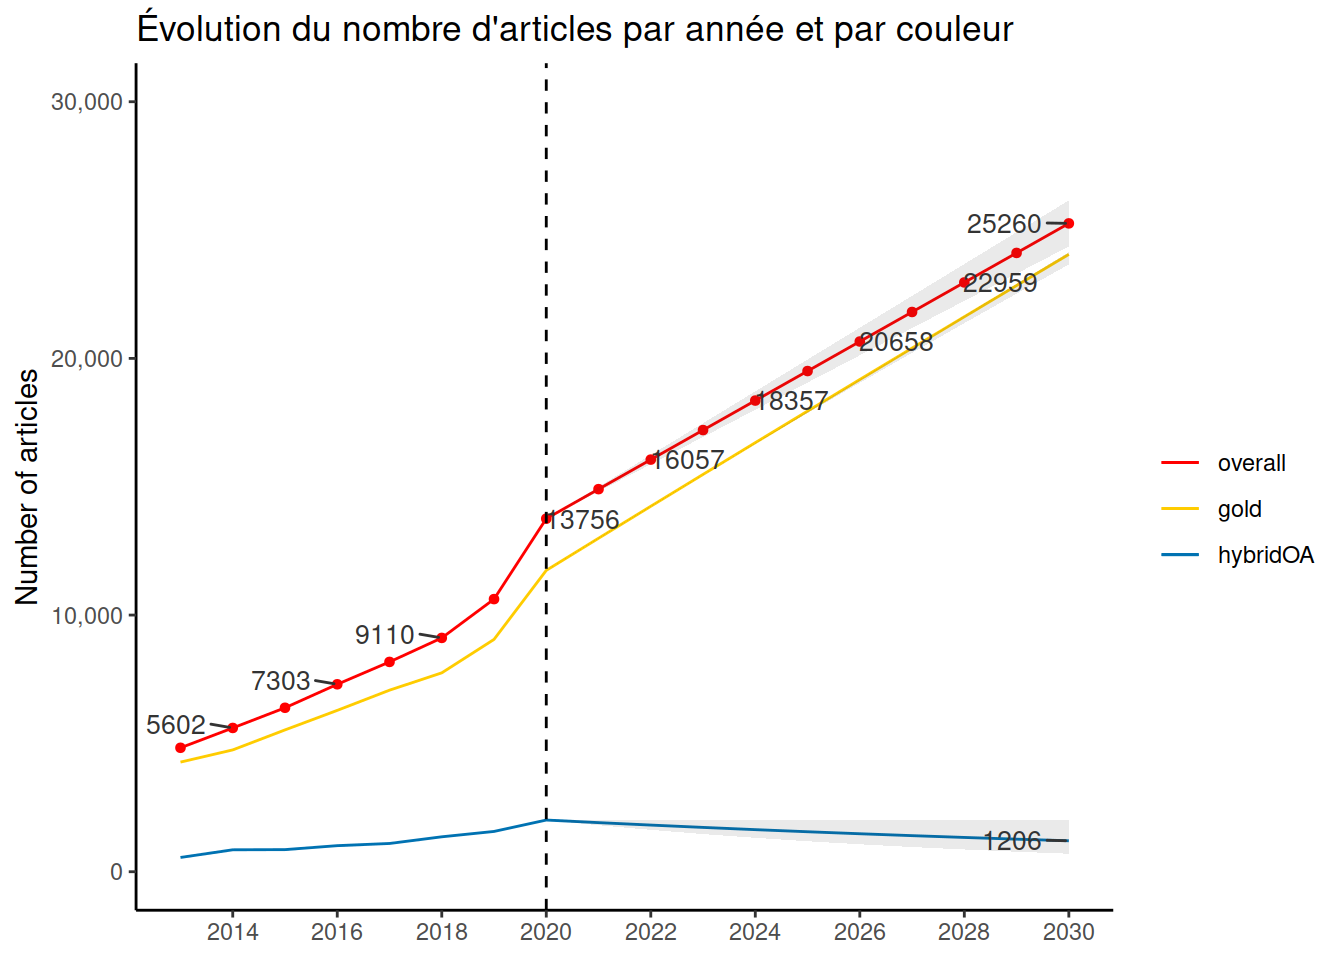 Évolution du nombre d'articles par année et par couleur
Number of articles
30,000
20,000
10,000
0
5602
7303
9110
13756
16057
18357
20658
22959
25260
1206
2014 2016 2018 2020 2022 2024 2026 2028 2030
overall
gold
hybridOA